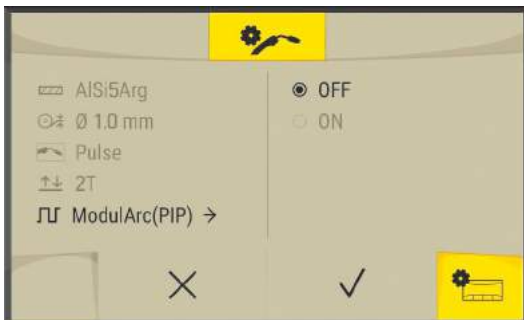 AlSi5Arg
Ø 1.0 mm
Pulse
2T
ModulArc(PIP) →
OFF
ON